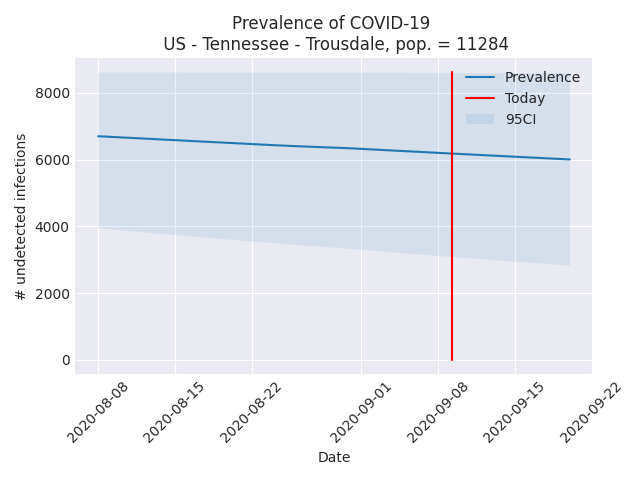 Prevalence of COVID-19
US - Tennessee - Trousdale, pop. = 11284
Prevalence
Today
95CI
# undetected infections
8000
6000
4000
2000
0
2020-08-08
2020-08-15
2020-08-22
2020-09-01
2020-09-08
2020-09-15
2020-09-22
Date